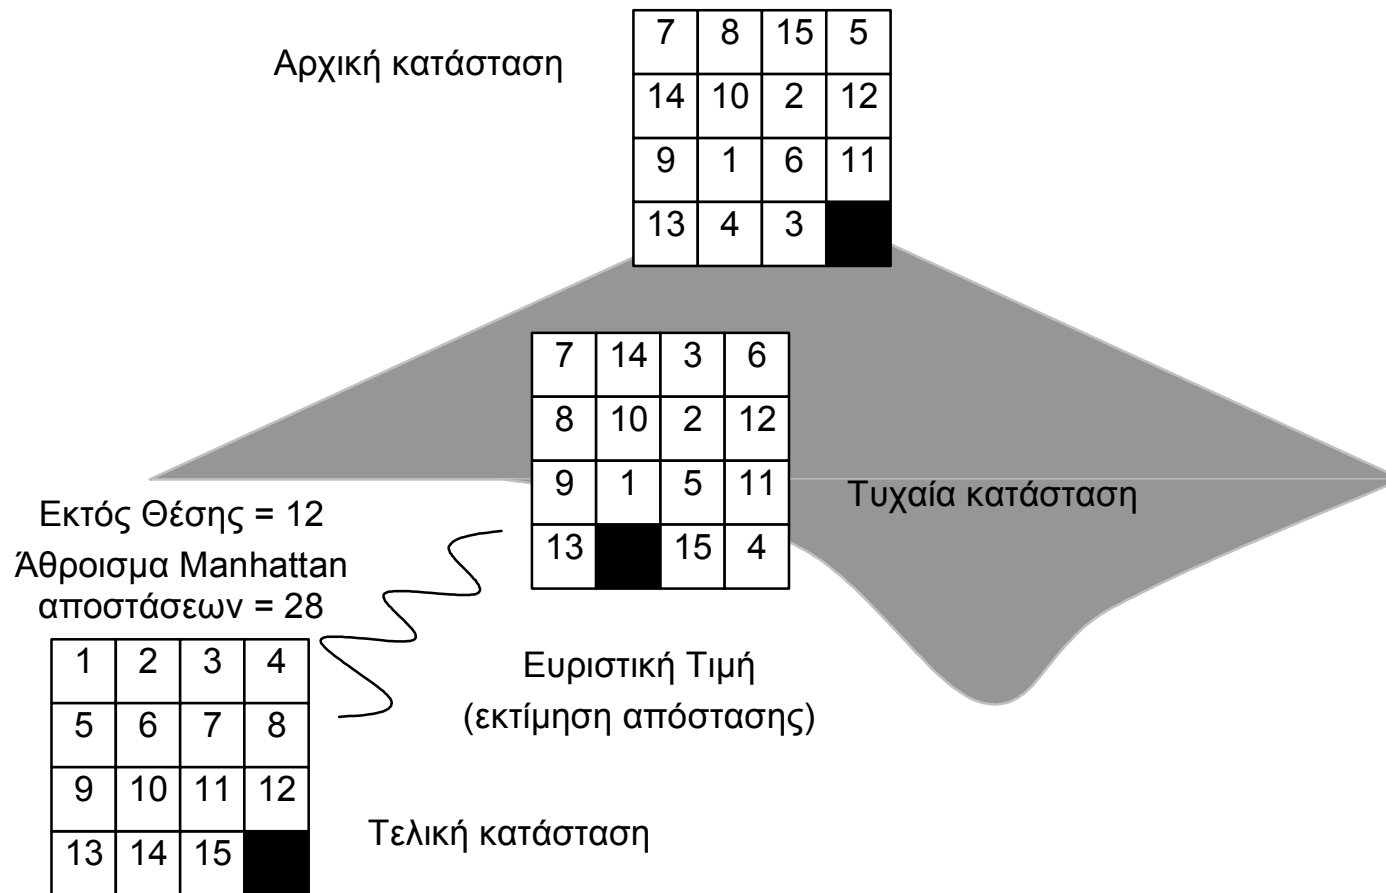 Αρχική κατάσταση
7 8 15 5
14 10 2 12
9 1 6 11
13 4 3
7 14 3 6
8 10 2 12
9 1 5 11
13 15 4
Τυχαία κατάσταση
Εκτός Θέσης = 12
Άθροισμα Manhattan
αποστάσεων = 28
Ευριστική Τιμή
(εκτίμηση απόστασης)
1 2 3 4
5 6 7 8
9 10 11 12
13 14 15
Τελική κατάσταση